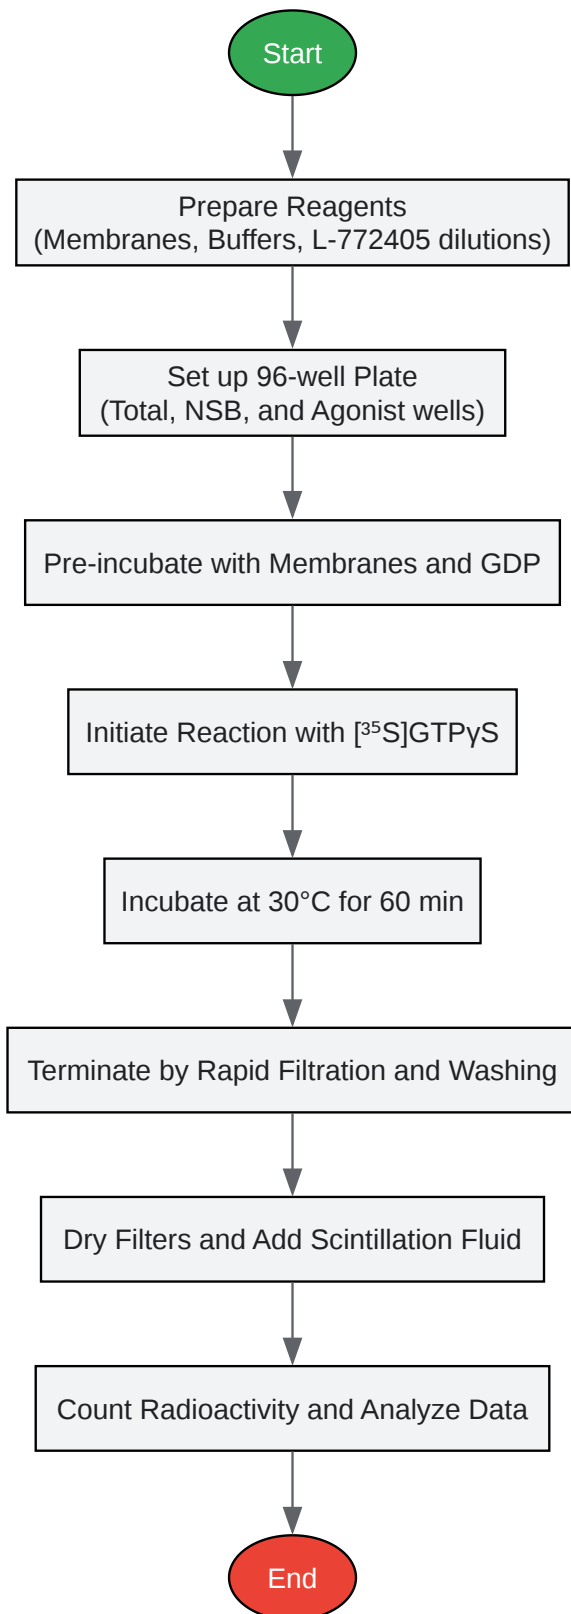 Start
Prepare Reagents
(Membranes, Buffers, L-772405 dilutions)
Set up 96-well Plate
(Total, NSB, and Agonist wells)
Pre-incubate with Membranes and GDP
Initiate Reaction with [³⁵S]GTPγS
Incubate at 30°C for 60 min
Terminate by Rapid Filtration and Washing
Dry Filters and Add Scintillation Fluid
Count Radioactivity and Analyze Data
End